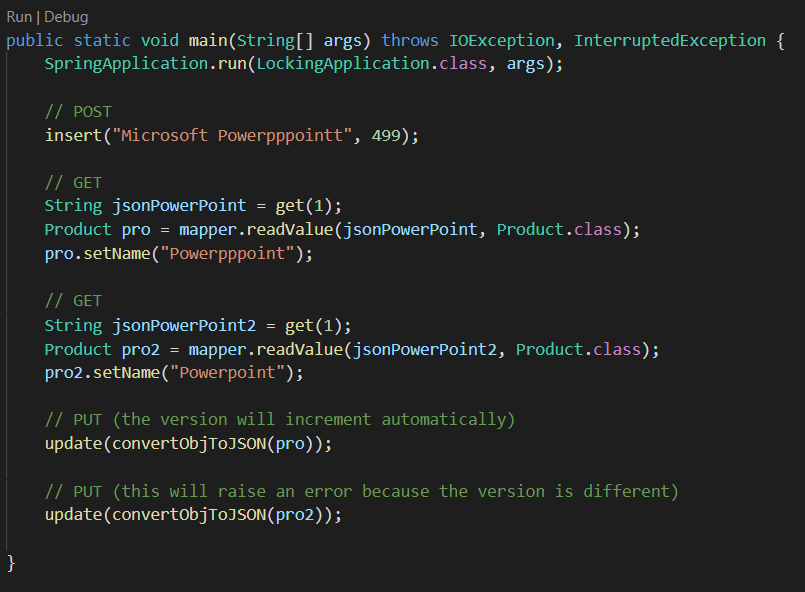 Run | Debug
public static void main(String[] args) throws IOException, InterruptedException {
SpringApplication.run(LockingApplication.class, args);
// POST
insert("Microsoft Powerpppointt", 499);
// GET
String jsonPowerPoint = get(1);
Product pro = mapper.readValue(jsonPowerPoint, Product.class);
pro.setName("Powerpppoint");
// GET
String jsonPowerPoint2 = get(1);
Product pro2 = mapper.readValue(jsonPowerPoint2, Product.class);
pro2.setName("Powerpoint");
// PUT (the version will increment automatically)
update(convertObjToJSON(pro));
// PUT (this will raise an error because the version is different)
update(convertObjToJSON(pro2));
}